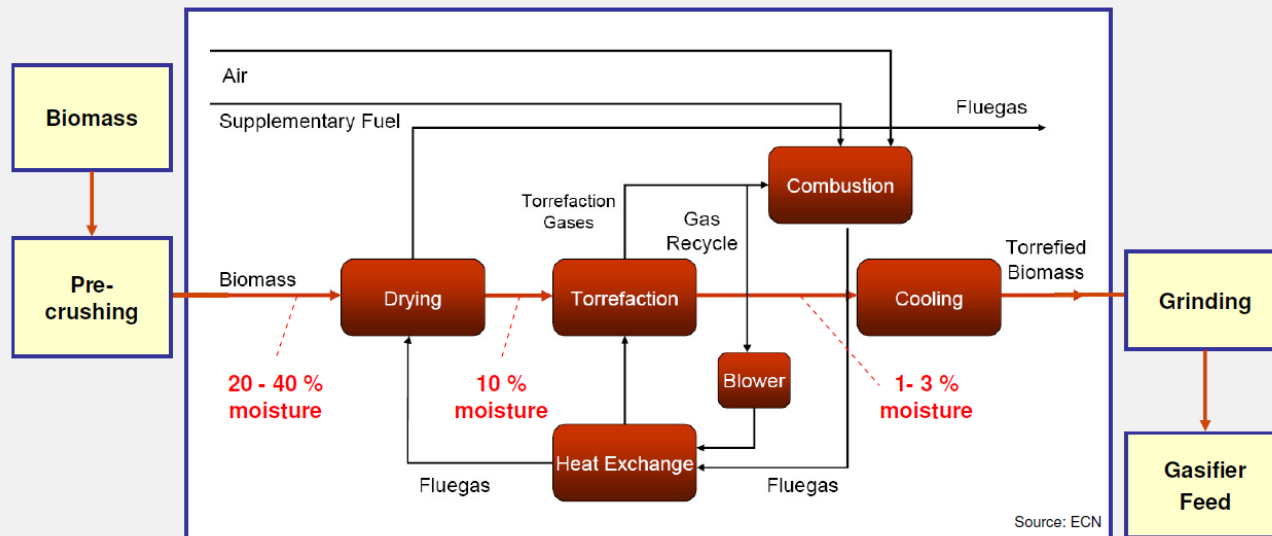 Air
Supplementary Fuel
Fluegas
Biomass
Combustion
Torrefaction
Gases
Gas
Recycle
Pre-
crushing
Biomass
Drying
Torrefaction
Cooling
Torrefied
Biomass
Grinding
20 - 40 %
moisture
10 %
moisture
Blower
1- 3 %
moisture
Heat Exchange
Fluegas
Fluegas
Gasifier
Feed
Source: ECN